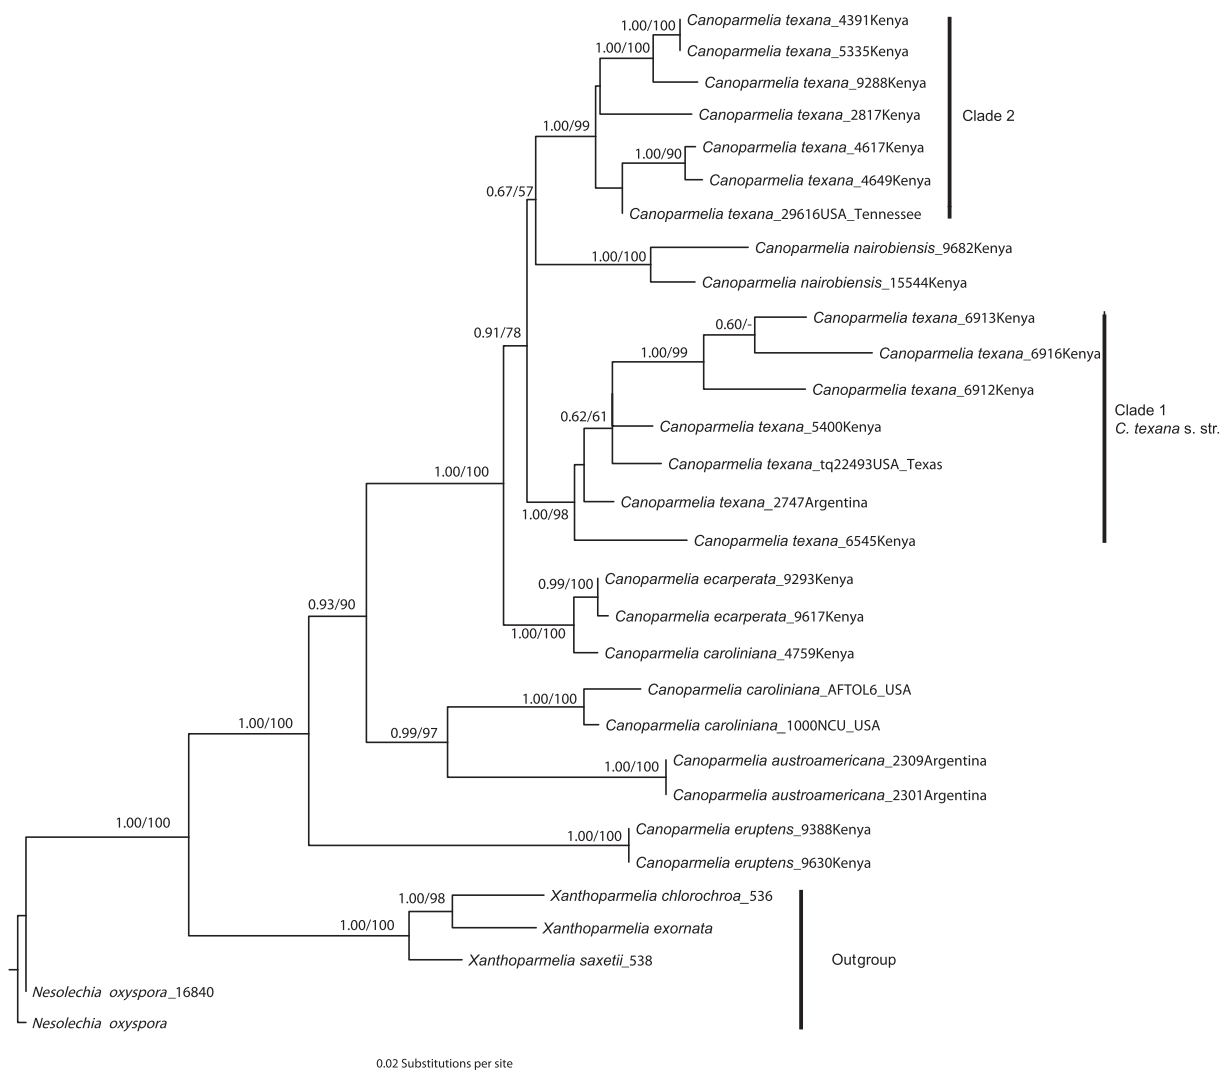 1.00/100
Canoparmelia texana_4391Kenya
1.00/100
Canoparmelia texana_5335Kenya
Canoparmelia texana_9288Kenya
Canoparmelia texana_2817Kenya
Clade 2
1.00/99
1.00/90
Canoparmelia texana_4617Kenya
Canoparmelia texana_4649Kenya
0.67/57
Canoparmelia texana_29616USA_Tennessee
Canoparmelia nairobiensis_9682Kenya
1.00/100
Canoparmelia nairobiensis_15544Kenya
Canoparmelia texana_6913Kenya
0.60/-
0.91/78
1.00/99
Canoparmelia texana_6916Kenya
Canoparmelia texana_6912Kenya
Clade 1
C. texana s. str.
0.62/61
Canoparmelia texana_5400Kenya
Canoparmelia texana_tq22493USA_Texas
1.00/100
Canoparmelia texana_2747Argentina
1.00/98
Canoparmelia texana_6545Kenya
0.99/100
Canoparmelia ecarperata_9293Kenya
0.93/90
Canoparmelia ecarperata_9617Kenya
1.00/100
Canoparmelia caroliniana_4759Kenya
Canoparmelia caroliniana_AFTOL6_USA
1.00/100
1.00/100
Canoparmelia caroliniana_1000NCU_USA
0.99/97
Canoparmelia austroamericana_2309Argentina
1.00/100
Canoparmelia austroamericana_2301Argentina
1.00/100
Canoparmelia eruptens_9388Kenya
1.00/100
Canoparmelia eruptens_9630Kenya
1.00/98
Xanthoparmelia chlorochroa_536
1.00/100
Xanthoparmelia exornata
Xanthoparmelia saxetii_538
Outgroup
Nesolechia oxyspora_16840
Nesolechia oxyspora
0.02 Substitutions per site